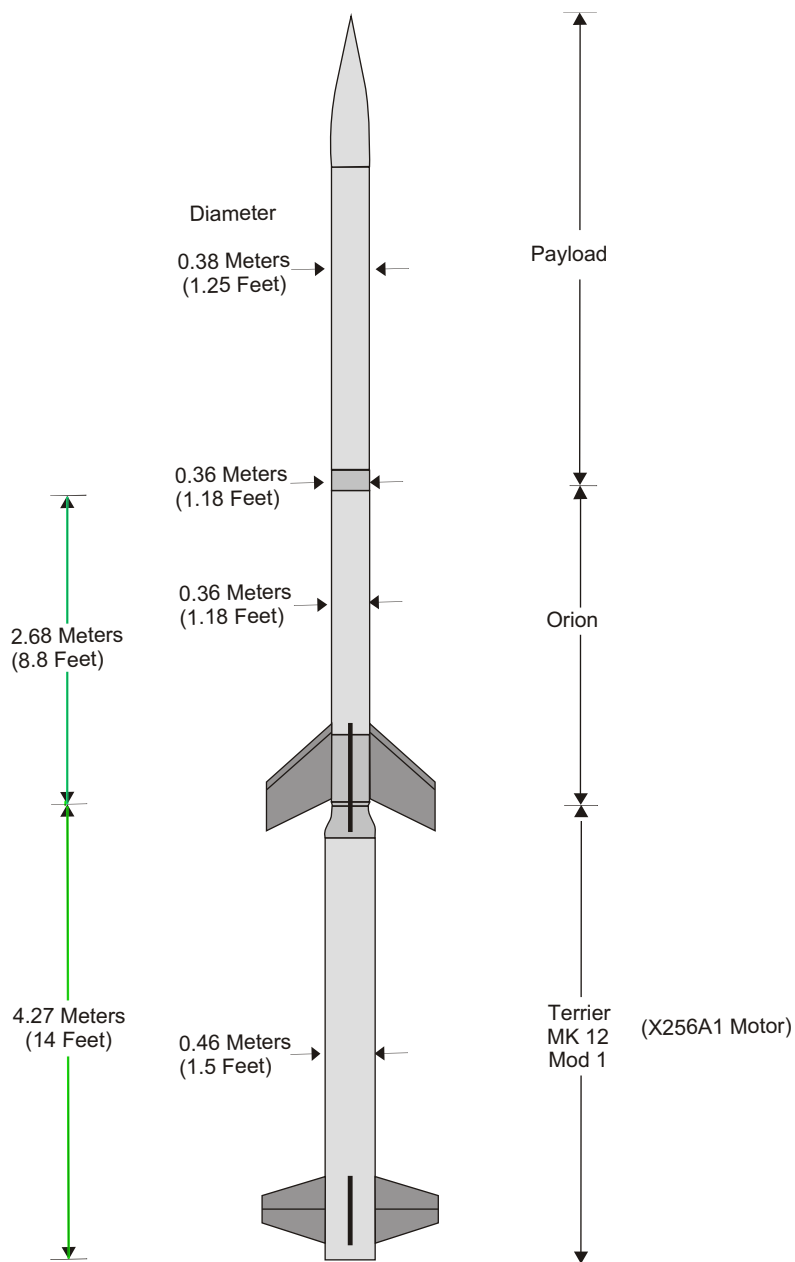 Diameter
0.38 Meters
(1.25 Feet)
Payload
0.36 Meters
(1.18 Feet)
0.36 Meters
(1.18 Feet)
Orion
2.68 Meters
(8.8 Feet)
4.27 Meters
(14 Feet)
0.46 Meters
(1.5 Feet)
Terrier
MK 12
Mod 1
(X256A1 Motor)